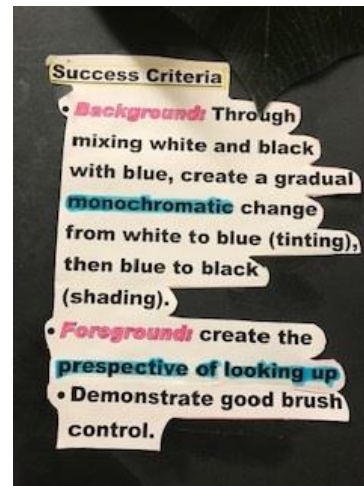 Success Criteria
• Background: Through
mixing white and black
with blue, create a gradual
monochromatic change
from white to blue (tinting),
then blue to black
(shading).
• Foreground: create the
prespective of looking up
• Demonstrate good brush
control.